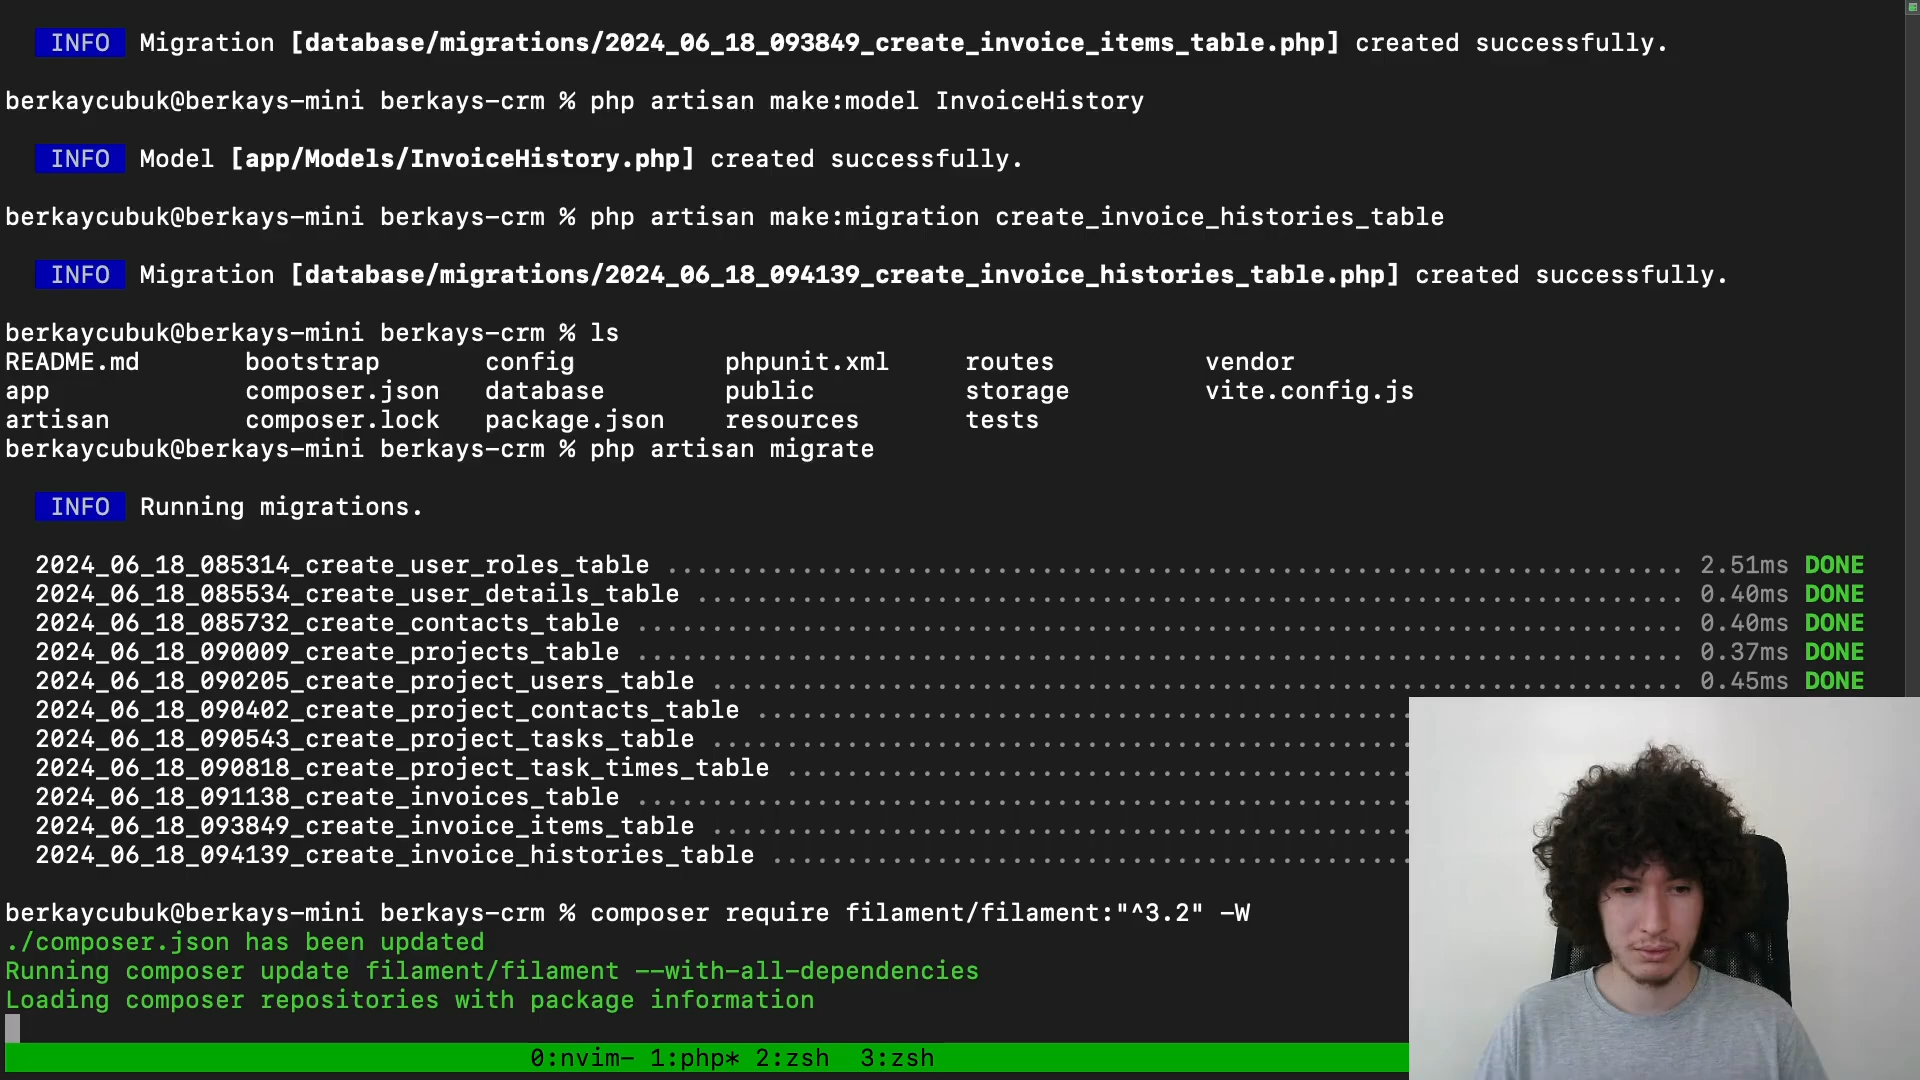 INFO Migration [database/migrations/2024_06_18_093849_create_invoice_items_table.php] created successfully.
berkaycubuk@berkays-mini berkays-crm % php artisan make:model InvoiceHistory
INFO Model [app/Models/InvoiceHistory.php] created successfully.
berkaycubuk@berkays-mini berkays-crm % php artisan make:migration create_invoice_histories_table
INFO Migration [database/migrations/2024_06_18_094139_create_invoice_histories_table.php] created successfully.
berkaycubuk@berkays-mini berkays-crm % ls
README.md bootstrap config phpunit.xml routes vendor
app composer.json database public storage vite.config.js
artisan composer.lock package.json resources tests
berkaycubuk@berkays-mini berkays-crm % php artisan migrate
INFO Running migrations.
2024_06_18_085314_create_user_roles_table .................................................................... 2.51ms DONE
2024_06_18_085534_create_user_details_table .................................................................. 0.40ms DONE
2024_06_18_085732_create_contacts_table ...................................................................... 0.40ms DONE
2024_06_18_090009_create_projects_table ...................................................................... 0.37ms DONE
2024_06_18_090205_create_project_users_table ................................................................. 0.45ms DONE
2024_06_18_090402_create_project_contacts_table ............................................
2024_06_18_090543_create_project_tasks_table ...............................................
2024_06_18_090818_create_project_task_times_table ..........................................
2024_06_18_091138_create_invoices_table ....................................................
2024_06_18_093849_create_invoice_items_table ...............................................
2024_06_18_094139_create_invoice_histories_table ...........................................
berkaycubuk@berkays-mini berkays-crm % composer require filament/filament:"^3.2" -W
./composer.json has been updated
Running composer update filament/filament --with-all-dependencies
Loading composer repositories with package information
0:nvim- 1:php* 2:zsh 3:zsh